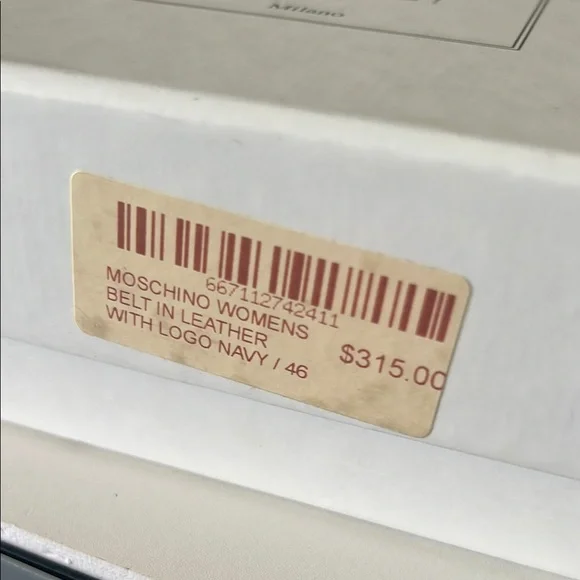 Milano
667112742411
MOSCHINO WOMENS
BELT IN LEATHER
WITH LOGO NAVY / 46
$315.00